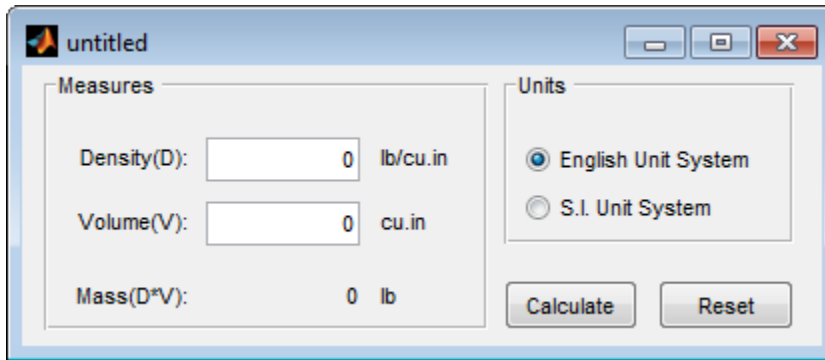 untitled
Measures
Density(D): 0 lb/cu.in
Volume(V): 0 cu.in
Mass(D*V): 0 lb
Units
English Unit System
S.I. Unit System
Calculate Reset